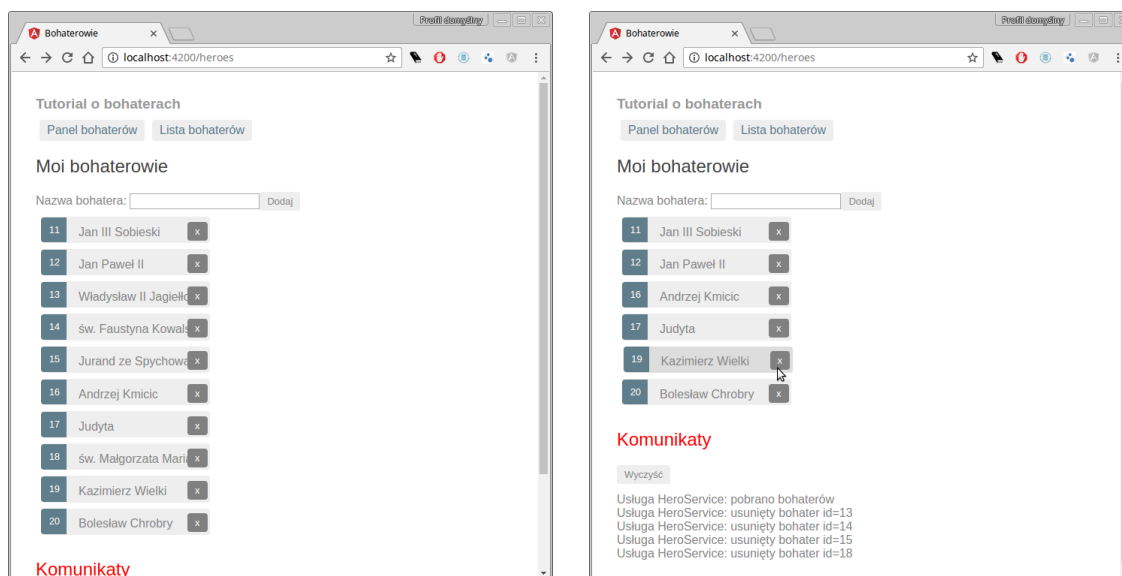 Profil domyślny
Bohaterowie
localhost:4200/heroes
Tutorial o bohaterach
Panel bohaterów Lista bohaterów
Moi bohaterowie
Nazwa bohatera: Dodaj
11 Jan III Sobieski x
12 Jan Paweł II x
13 Władysław II Jagiełło x
14 św. Faustyna Kowals x
15 Jurand ze Spychowa x
16 Andrzej Kmicic x
17 Judyta x
18 św. Małgorzata Maria x
19 Kazimierz Wielki x
20 Bolesław Chrobry x
Komunikaty
Profil domyślny
Bohaterowie
localhost:4200/heroes
Tutorial o bohaterach
Panel bohaterów Lista bohaterów
Moi bohaterowie
Nazwa bohatera: Dodaj
11 Jan III Sobieski x
12 Jan Paweł II x
16 Andrzej Kmicic x
17 Judyta x
19 Kazimierz Wielki x
20 Bolesław Chrobry x
Komunikaty
Wyczyść
Usługa HeroService: pobrano bohaterów
Usługa HeroService: usunięty bohater id=13
Usługa HeroService: usunięty bohater id=14
Usługa HeroService: usunięty bohater id=15
Usługa HeroService: usunięty bohater id=18